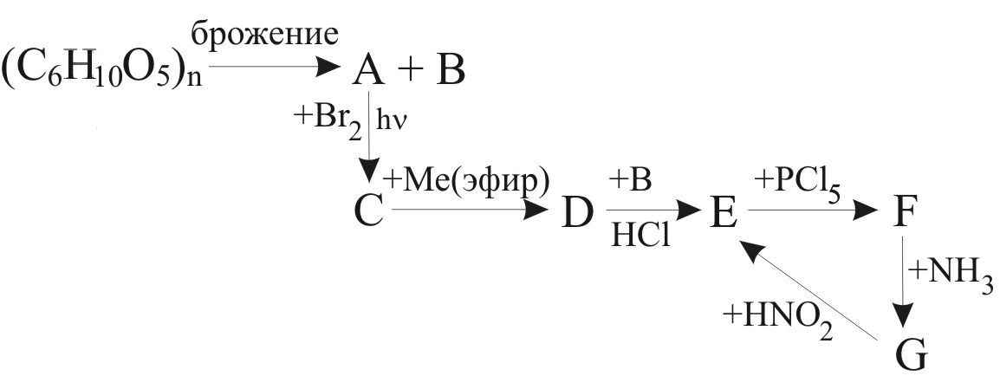 брожение
(C₆H₁₀O₅)ₙ A + B
+Br₂ hν
C +Me(эфир) D +B HCl E +PCl₅ F
+NH₃
+HNO₂
G